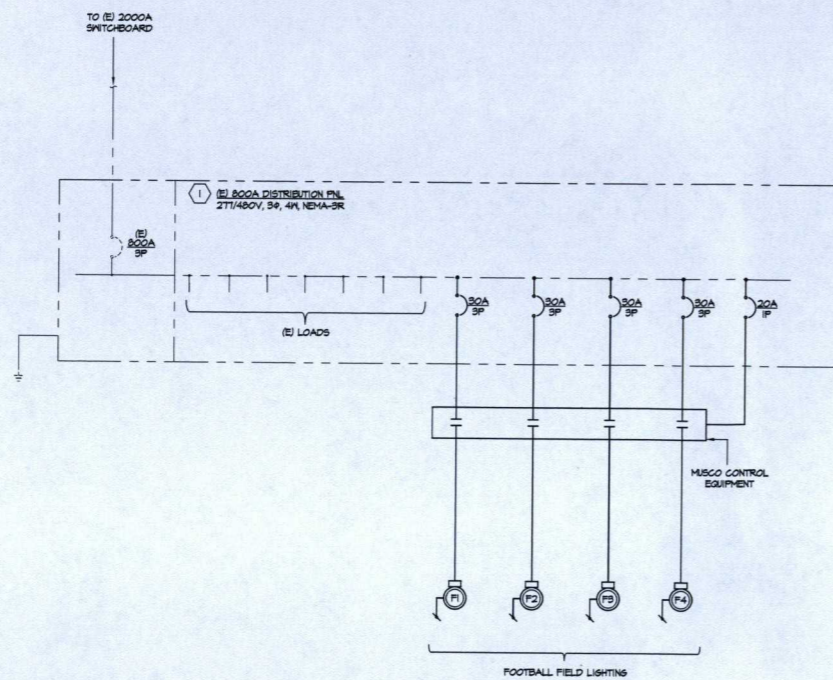 TO (E) 2000A
SWITCHBOARD
1
(E) 800A DISTRIBUTION PNL
277/480V, 3Φ, 4W, NEMA-3R
(E)
800A
3P
(E) LOADS
30A
3P
30A
3P
30A
3P
30A
3P
20A
1P
MUSCO CONTROL
EQUIPMENT
F1
F2
F3
F4
FOOTBALL FIELD LIGHTING